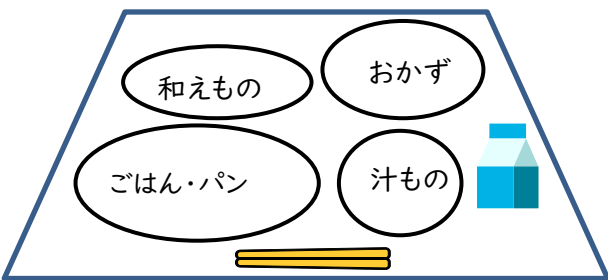 和えもの
おかず
ごはん・パン
汁もの